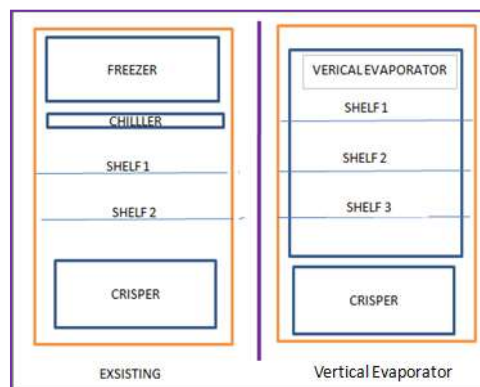 FREEZER
CHILLLER
SHELF 1
SHELF 2
CRISPER
EXSISTING
VERICAL EVAPORATOR
SHELF 1
SHELF 2
SHELF 3
CRISPER
Vertical Evaporator